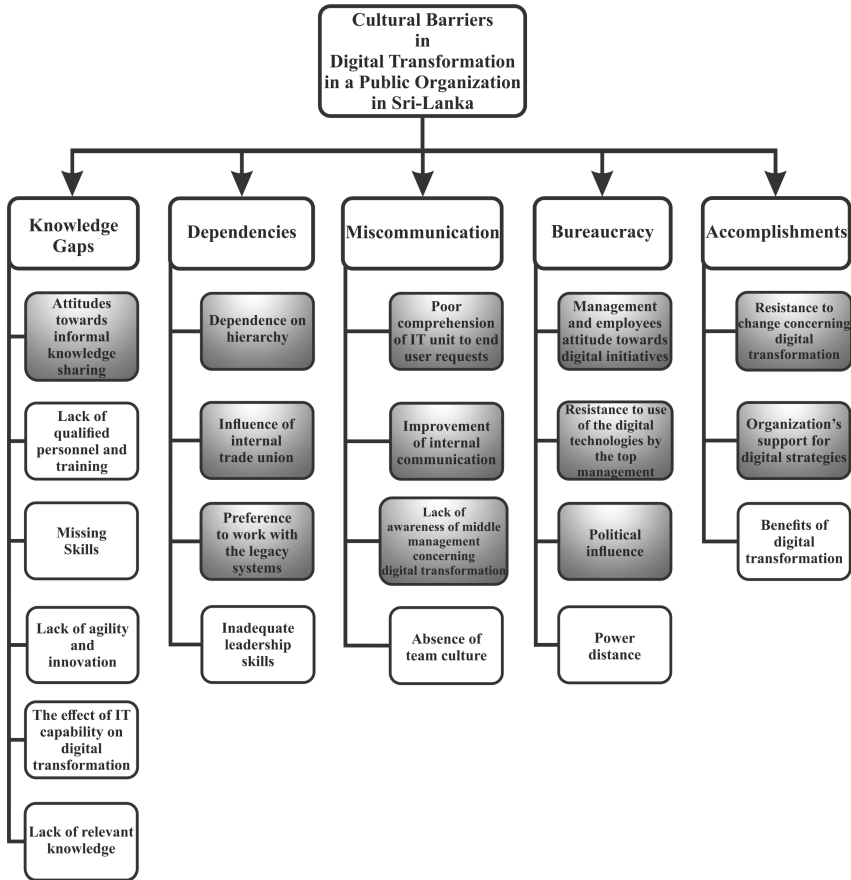 Cultural Barriers
in
Digital Transformation
in a Public Organization
in Sri-Lanka
Knowledge
Gaps
Dependencies
Miscommunication
Bureaucracy
Accomplishments
Attitudes
towards
informal
knowledge
sharing
Lack of
qualified
personnel and
training
Missing
Skills
Lack of agility
and
innovation
The effect of IT
capability on
digital
transformation
Lack of relevant
knowledge
Dependence on
hierarchy
Influence of
internal
trade union
Preference
to work with
the legacy
systems
Inadequate
leadership
skills
Poor
comprehension
of IT unit to end
user requests
Improvement
of internal
communication
Lack of
awareness of middle
management
concerning
digital transformation
Absence of
team culture
Management
and employees
attitude towards
digital initiatives
Resistance to use
of the digital
technologies by
the top
management
Political
influence
Power
distance
Resistance to
change concerning
digital
transformation
Organization's
support for
digital strategies
Benefits of
digital
transformation